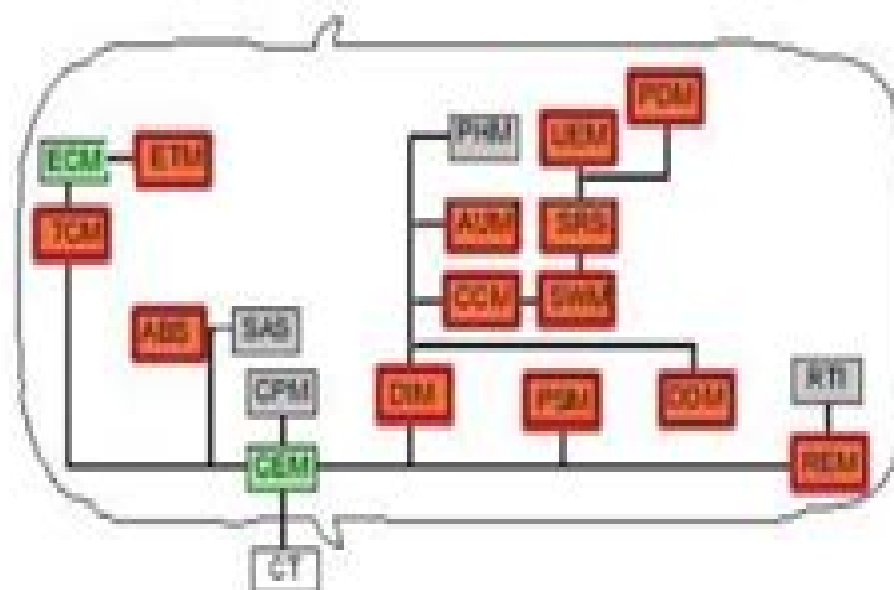 PDM
PHM
UEM
ECM
ETM
TCM
AUM
SRS
CCM
SWM
ABS
SAS
CPM
DIM
PSM
DDM
RTI
CEM
REM
CT